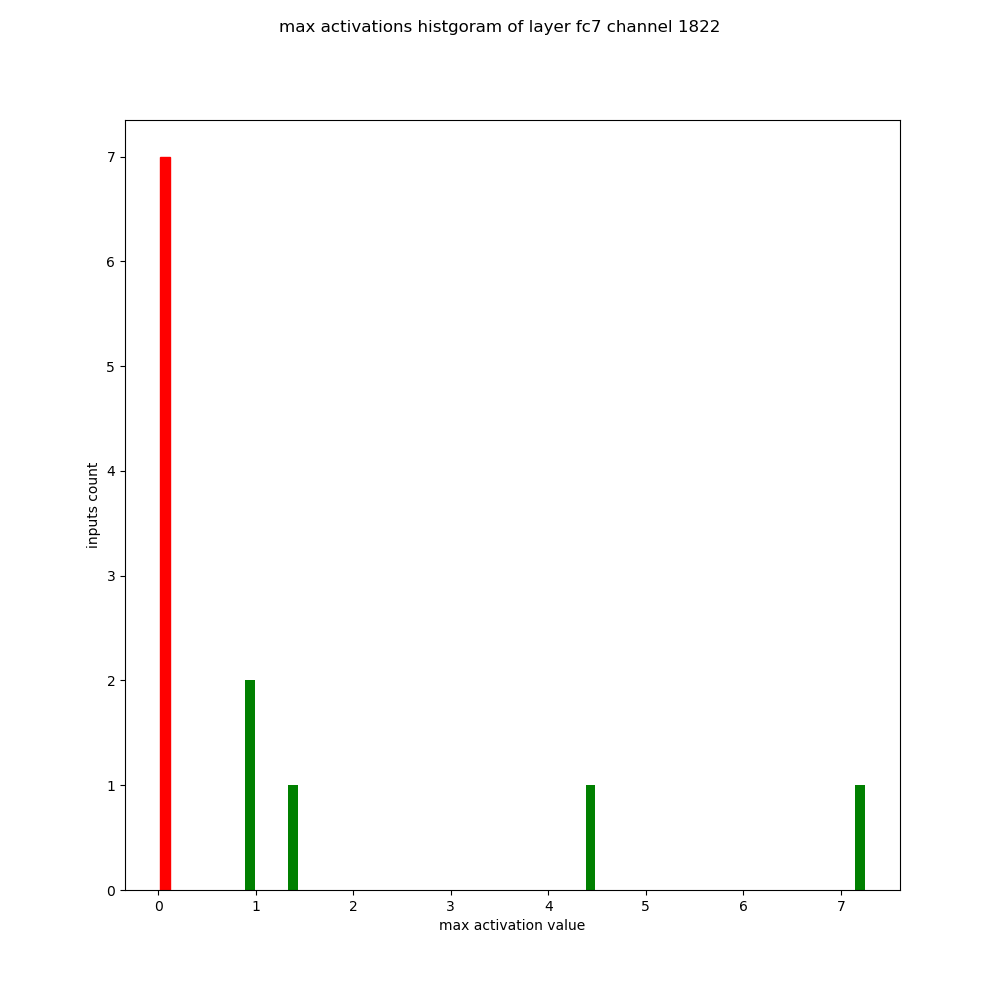 max activations histgoram of layer fc7 channel 1822
7
6
5
4
3
2
1
0
inputs count
0 1 2 3 4 5 6 7
max activation value